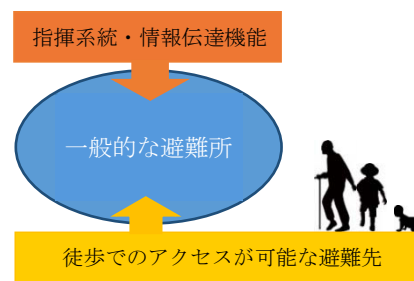 指揮系統・情報伝達機能
一般的な避難所
徒歩でのアクセスが可能な避難先